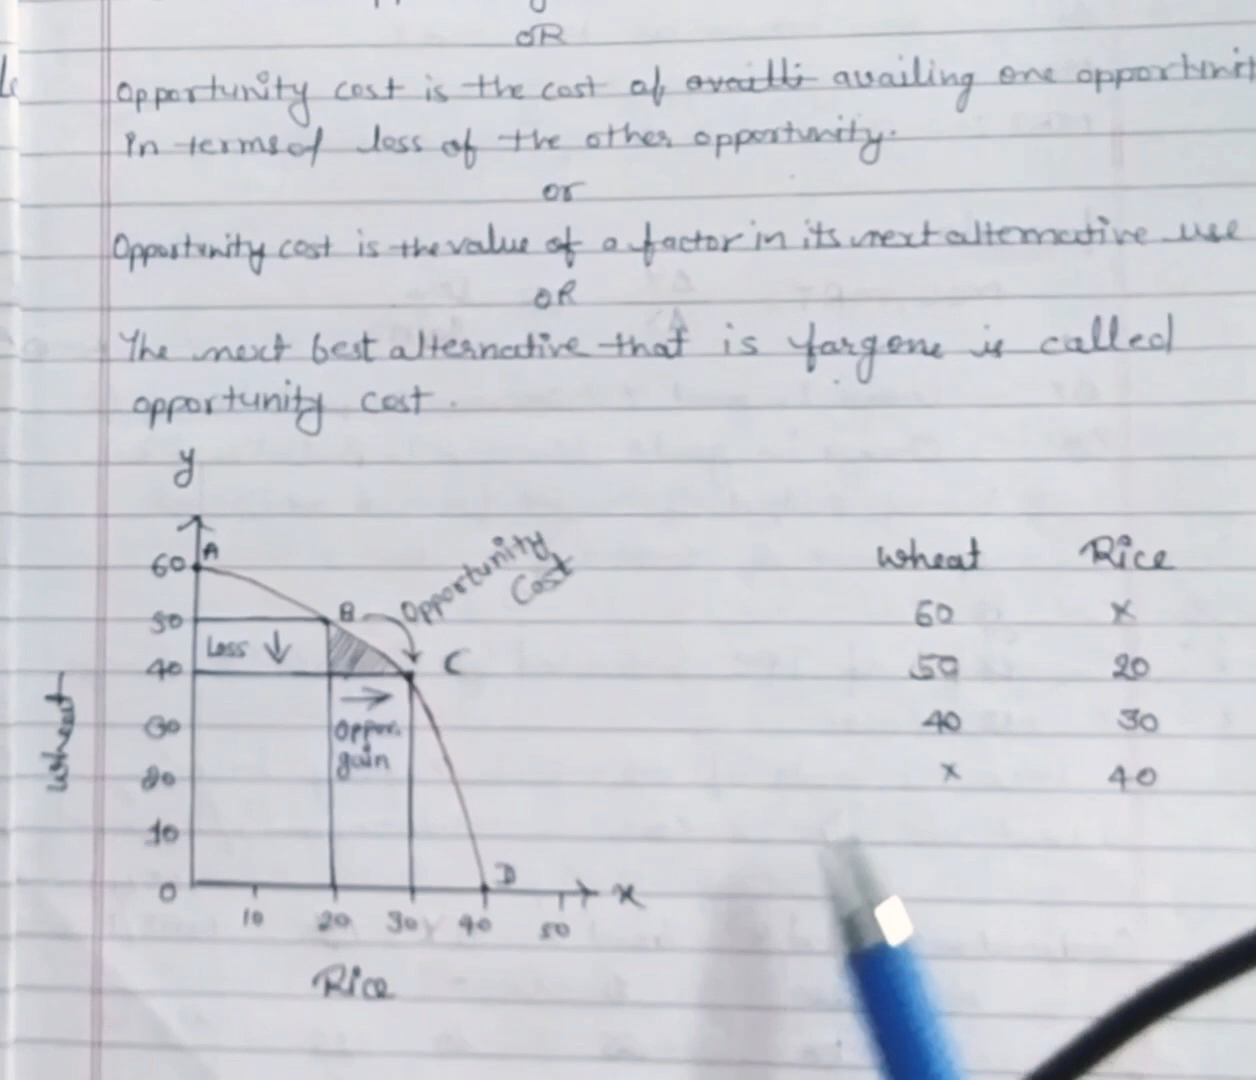 OR
Opportunity cost is the cost of availing one opportunit
in terms of loss of the other opportunity.
or
Opportunity cost is the value of a factor in its next alternative use
OR
The next best alternative that is forgone is called
opportunity cost.
y
Wheat Rice
60 x
50 20
40 30
x 40
60 A
50 B Opportunity
Cost
Loss ↓
40 C
→
Oppor.
gain
30
20
10
0 D x
10 20 30 40 50
Wheat
Rice